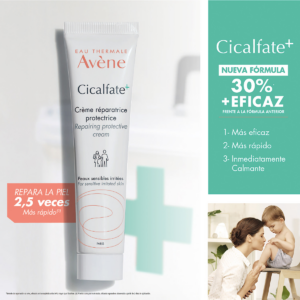 EAU THERMALE
Avène
Cicalfate+
Crème réparatrice
protectrice
Repairing protective
cream
Peaux sensibles irritées
For sensitive irritated skin
REPARA LA PIEL
2,5 veces
Más rápido
Cicalfate+
NUEVA FÓRMULA
30%
+EFICAZ
FRENTE A LA FÓRMULA ANTERIOR
1- Más eficaz
2- Más rápido
3- Inmediatamente
Calmante